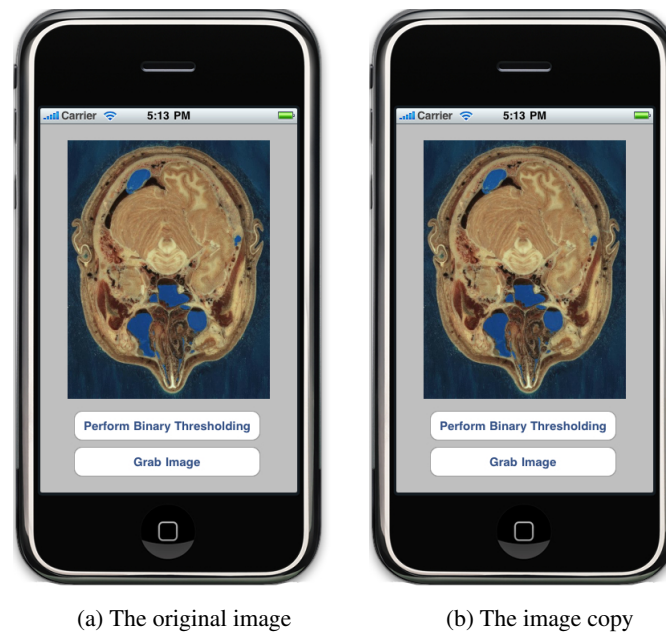 Carrier 5:13 PM
Perform Binary Thresholding
Grab Image
(a) The original image
Carrier 5:13 PM
Perform Binary Thresholding
Grab Image
(b) The image copy